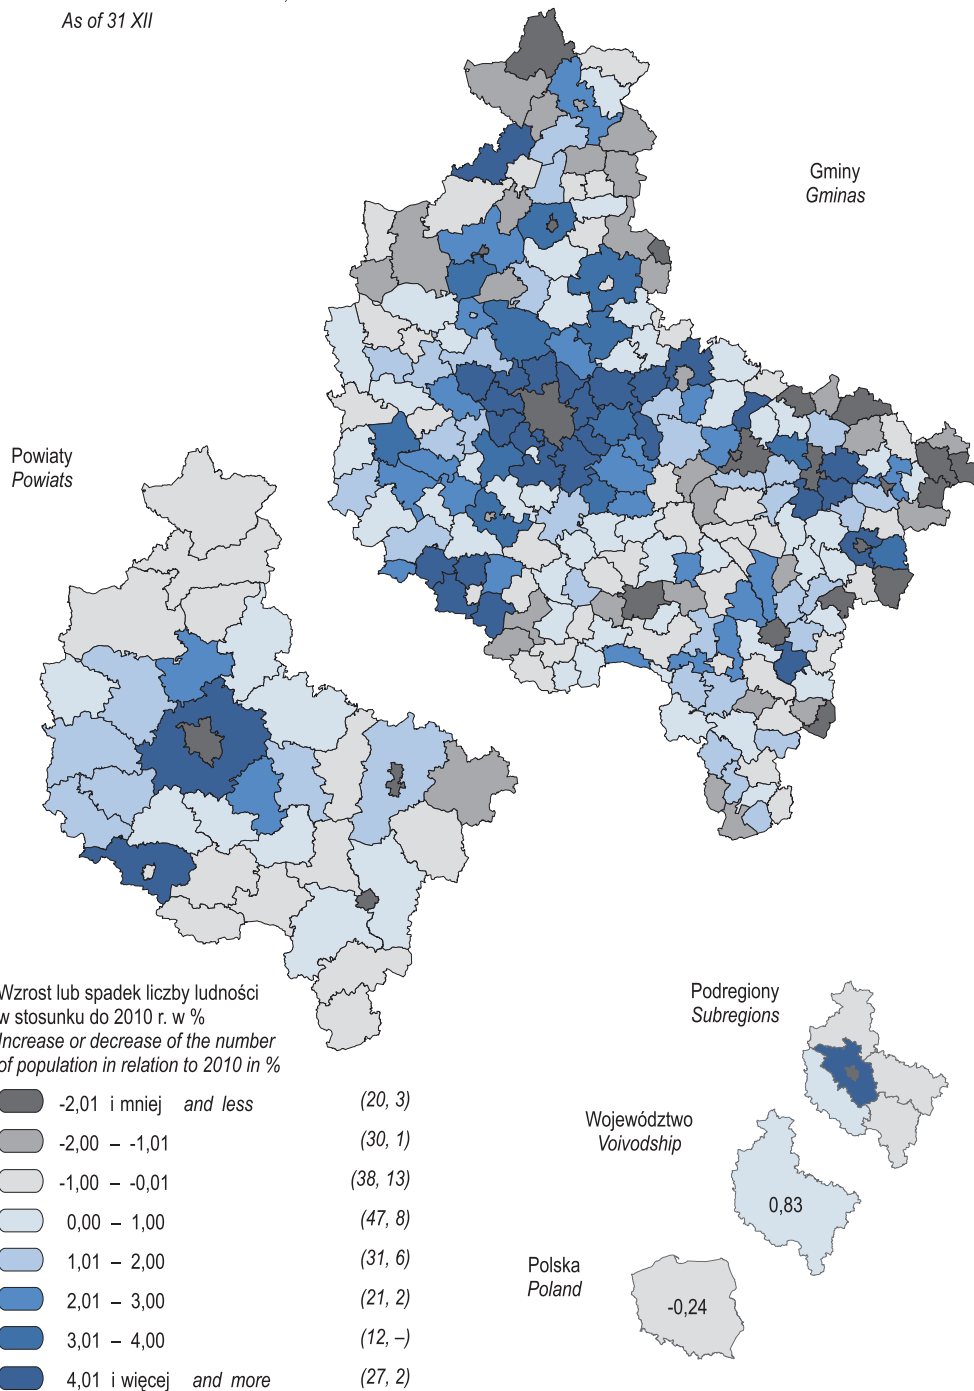 As of 31 XII
Gminy
Gminas
Powiaty
Powiats
Wzrost lub spadek liczby ludności
w stosunku do 2010 r. w %
Increase or decrease of the number
of population in relation to 2010 in %
-2,01 i mniej and less (20, 3)
-2,00 – -1,01 (30, 1)
-1,00 – -0,01 (38, 13)
0,00 – 1,00 (47, 8)
1,01 – 2,00 (31, 6)
2,01 – 3,00 (21, 2)
3,01 – 4,00 (12, –)
4,01 i więcej and more (27, 2)
Podregiony
Subregions
Województwo
Voivodship
0,83
Polska
Poland
-0,24